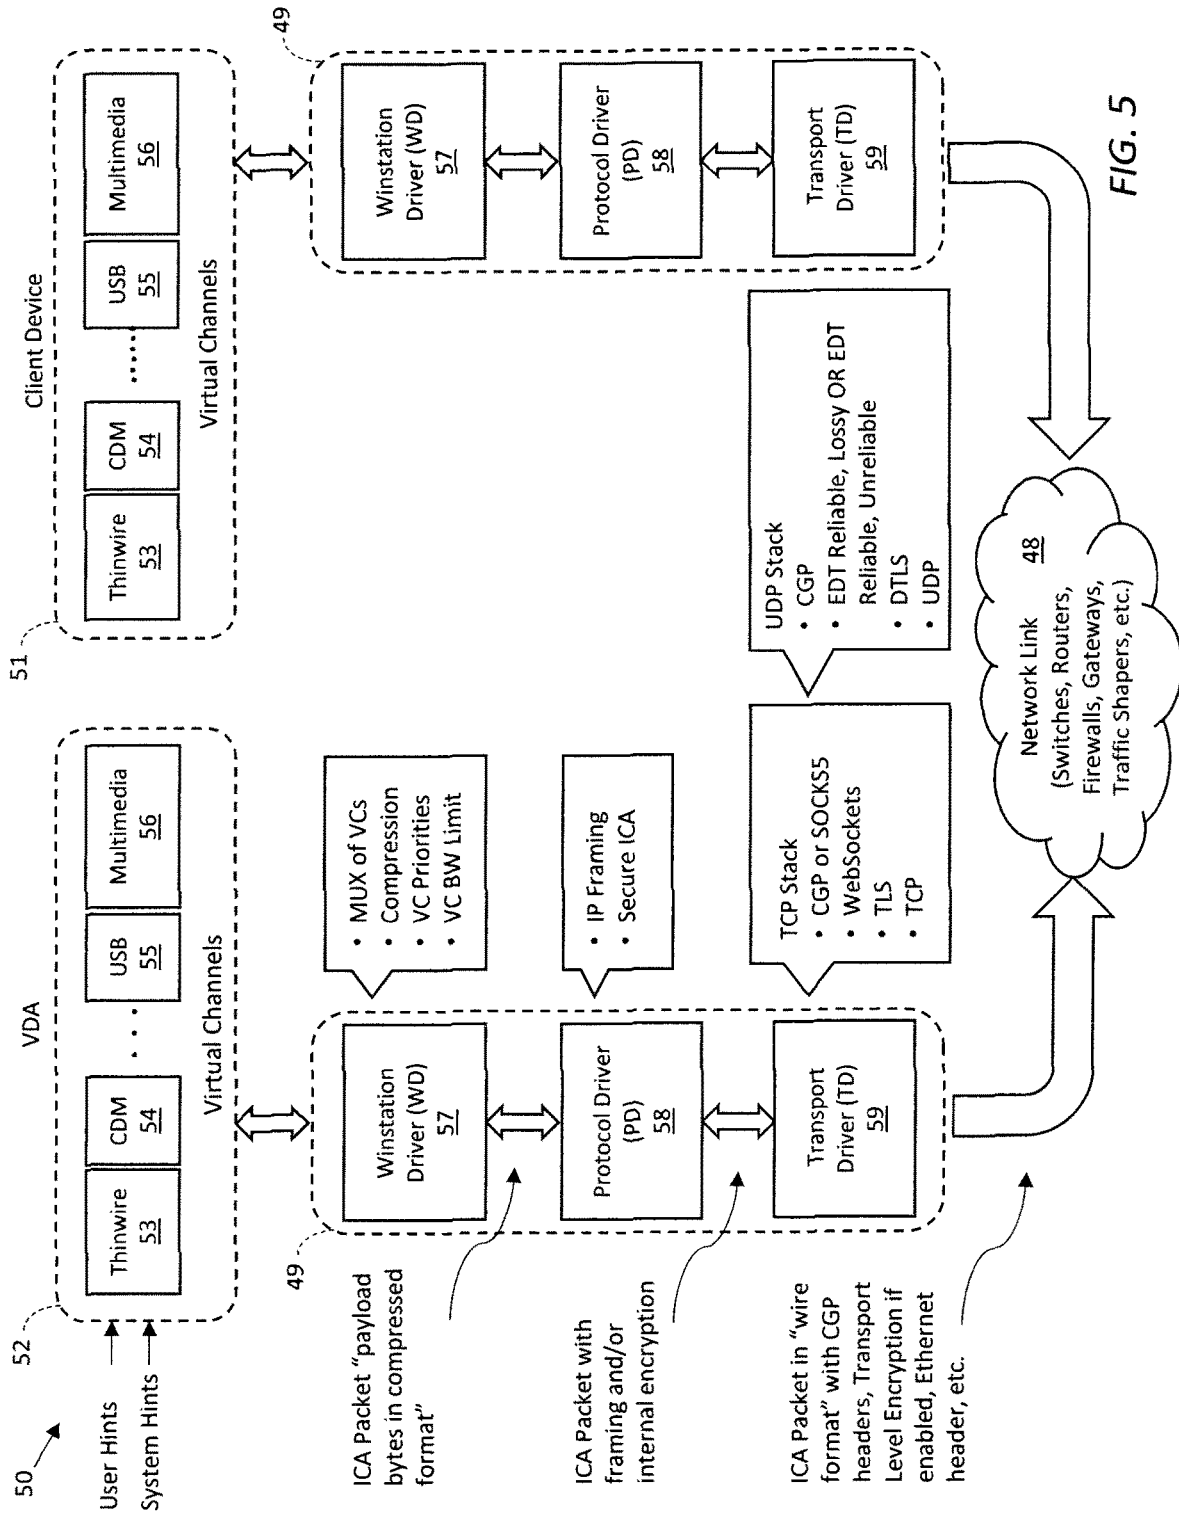 50
User Hints
System Hints
52
VDA
Thinwire
53
CDM
54
. . .
USB
55
Multimedia
56
Virtual Channels
51
Client Device
Thinwire
53
CDM
54
......
USB
55
Multimedia
56
Virtual Channels
49
Winstation
Driver (WD)
57
Protocol Driver
(PD)
58
Transport
Driver (TD)
59
• MUX of VCs
• Compression
• VC Priorities
• VC BW Limit
• IP Framing
• Secure ICA
TCP Stack
• CGP or SOCKS5
• WebSockets
• TLS
• TCP
UDP Stack
• CGP
• EDT Reliable, Lossy OR EDT
Reliable, Unreliable
• DTLS
• UDP
49
Winstation
Driver (WD)
57
Protocol Driver
(PD)
58
Transport
Driver (TD)
59
ICA Packet “payload
bytes in compressed
format”
ICA Packet with
framing and/or
internal encryption
ICA Packet in “wire
format” with CGP
headers, Transport
Level Encryption if
enabled, Ethernet
header, etc.
Network Link
48
(Switches, Routers,
Firewalls, Gateways,
Traffic Shapers, etc.)
FIG. 5